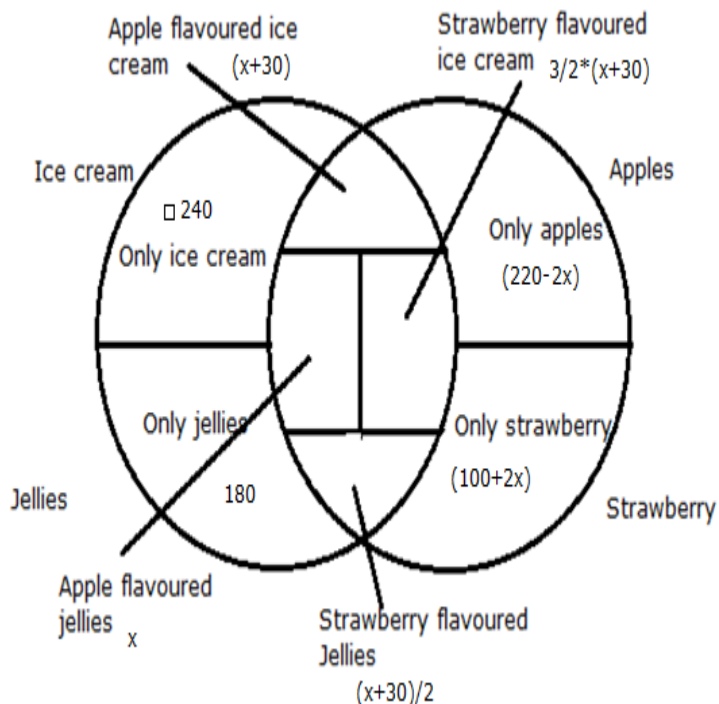 Apple flavoured ice
cream (x+30)
Strawberry flavoured
ice cream 3/2*(x+30)
Ice cream
Apples
□ 240
Only ice cream
Only apples
(220-2x)
Only jellies
Only strawberry
180
(100+2x)
Jellies
Strawberry
Apple flavoured
jellies x
Strawberry flavoured
Jellies
(x+30)/2